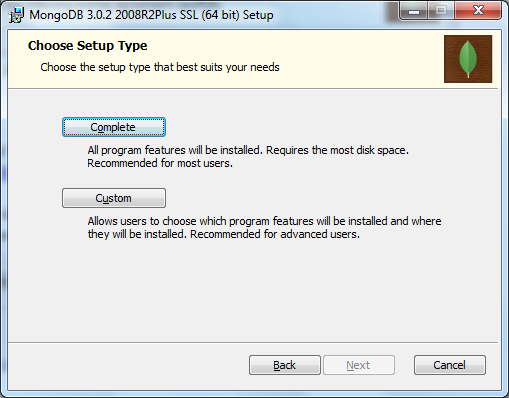 MongoDB 3.0.2 2008R2Plus SSL (64 bit) Setup
Choose Setup Type
Choose the setup type that best suits your needs
Complete
All program features will be installed. Requires the most disk space.
Recommended for most users.
Custom
Allows users to choose which program features will be installed and where
they will be installed. Recommended for advanced users.
Back Next Cancel